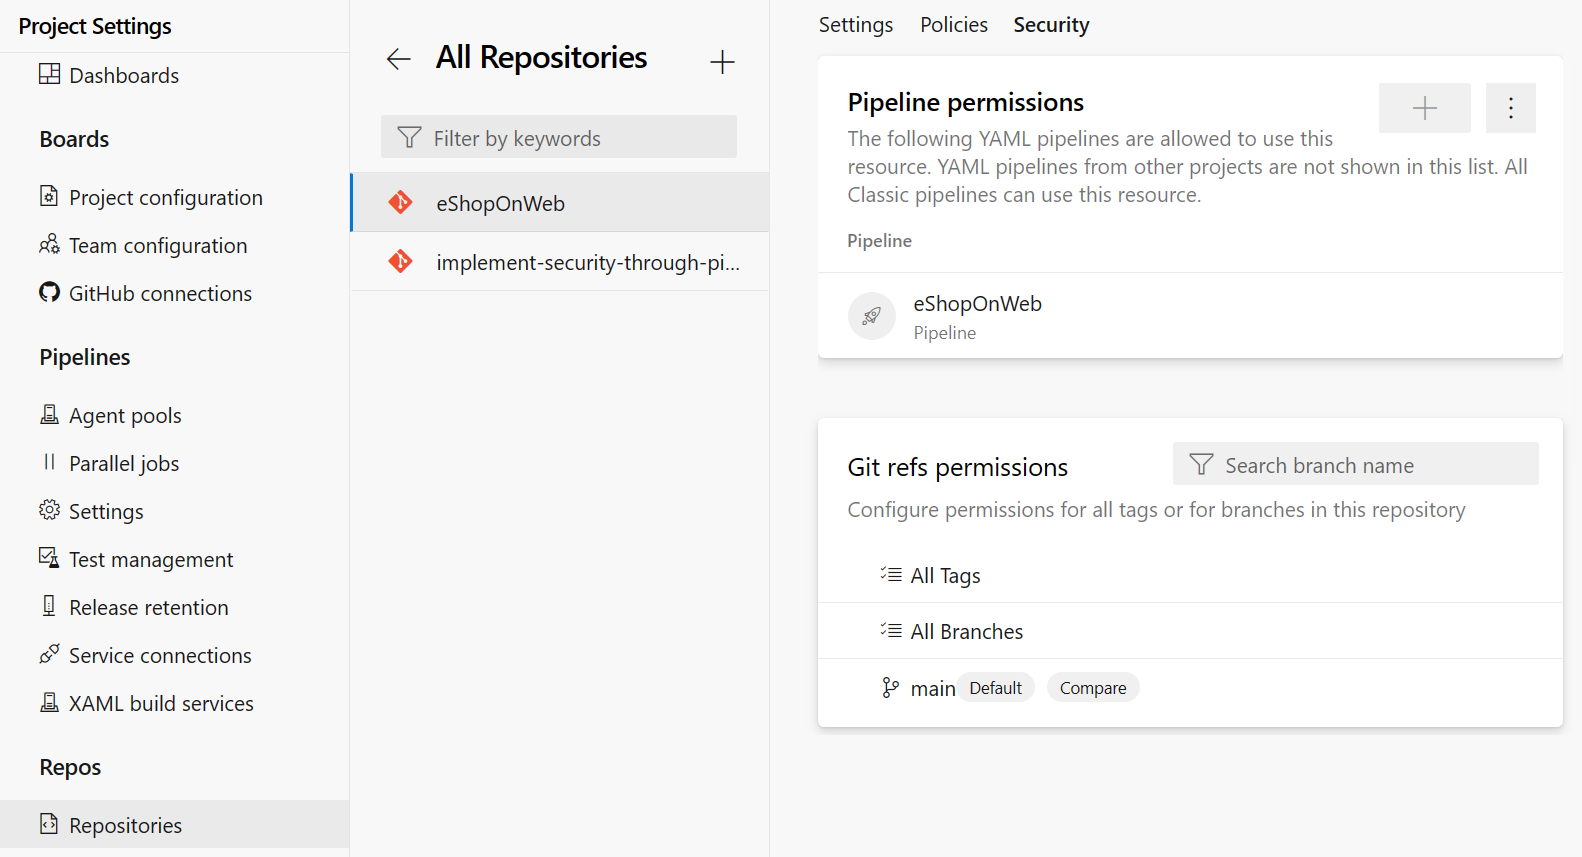 Project Settings
Dashboards
Boards
Project configuration
Team configuration
GitHub connections
Pipelines
Agent pools
Parallel jobs
Settings
Test management
Release retention
Service connections
XAML build services
Repos
Repositories
All Repositories
Filter by keywords
eShopOnWeb
implement-security-through-pi...
Settings Policies Security
Pipeline permissions
The following YAML pipelines are allowed to use this
resource. YAML pipelines from other projects are not shown in this list. All
Classic pipelines can use this resource.
Pipeline
eShopOnWeb
Pipeline
Git refs permissions
Search branch name
Configure permissions for all tags or for branches in this repository
All Tags
All Branches
main Default Compare